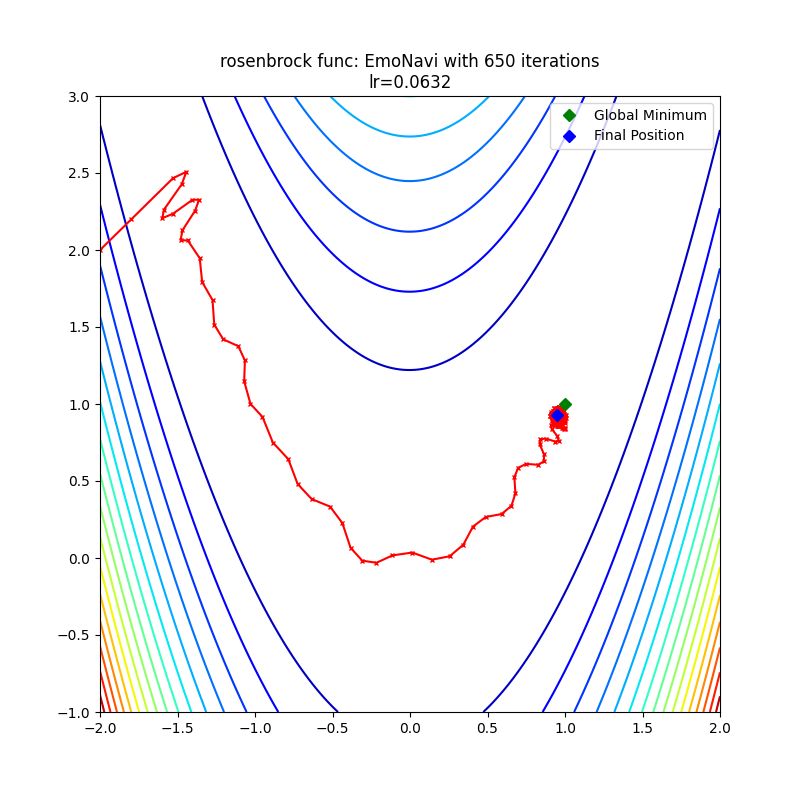 rosenbrock func: EmoNavi with 650 iterations
lr=0.0632
Global Minimum
Final Position
3.0
2.5
2.0
1.5
1.0
0.5
0.0
−0.5
−1.0
−2.0 −1.5 −1.0 −0.5 0.0 0.5 1.0 1.5 2.0